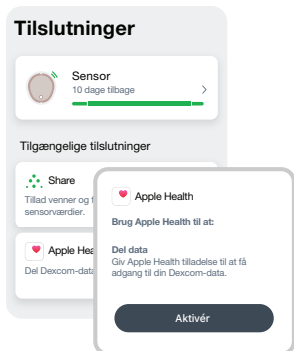 Tilslutninger
Sensor
10 dage tilbage
Tilgængelige tilslutninger
Share
Tillad venner og
sensorværdier.
Apple
Del Dexcom-data
Apple Health
Brug Apple Health til at:
Del data
Giv Apple Health tilladelse til at få
adgang til din Dexcom-data.
Aktivér